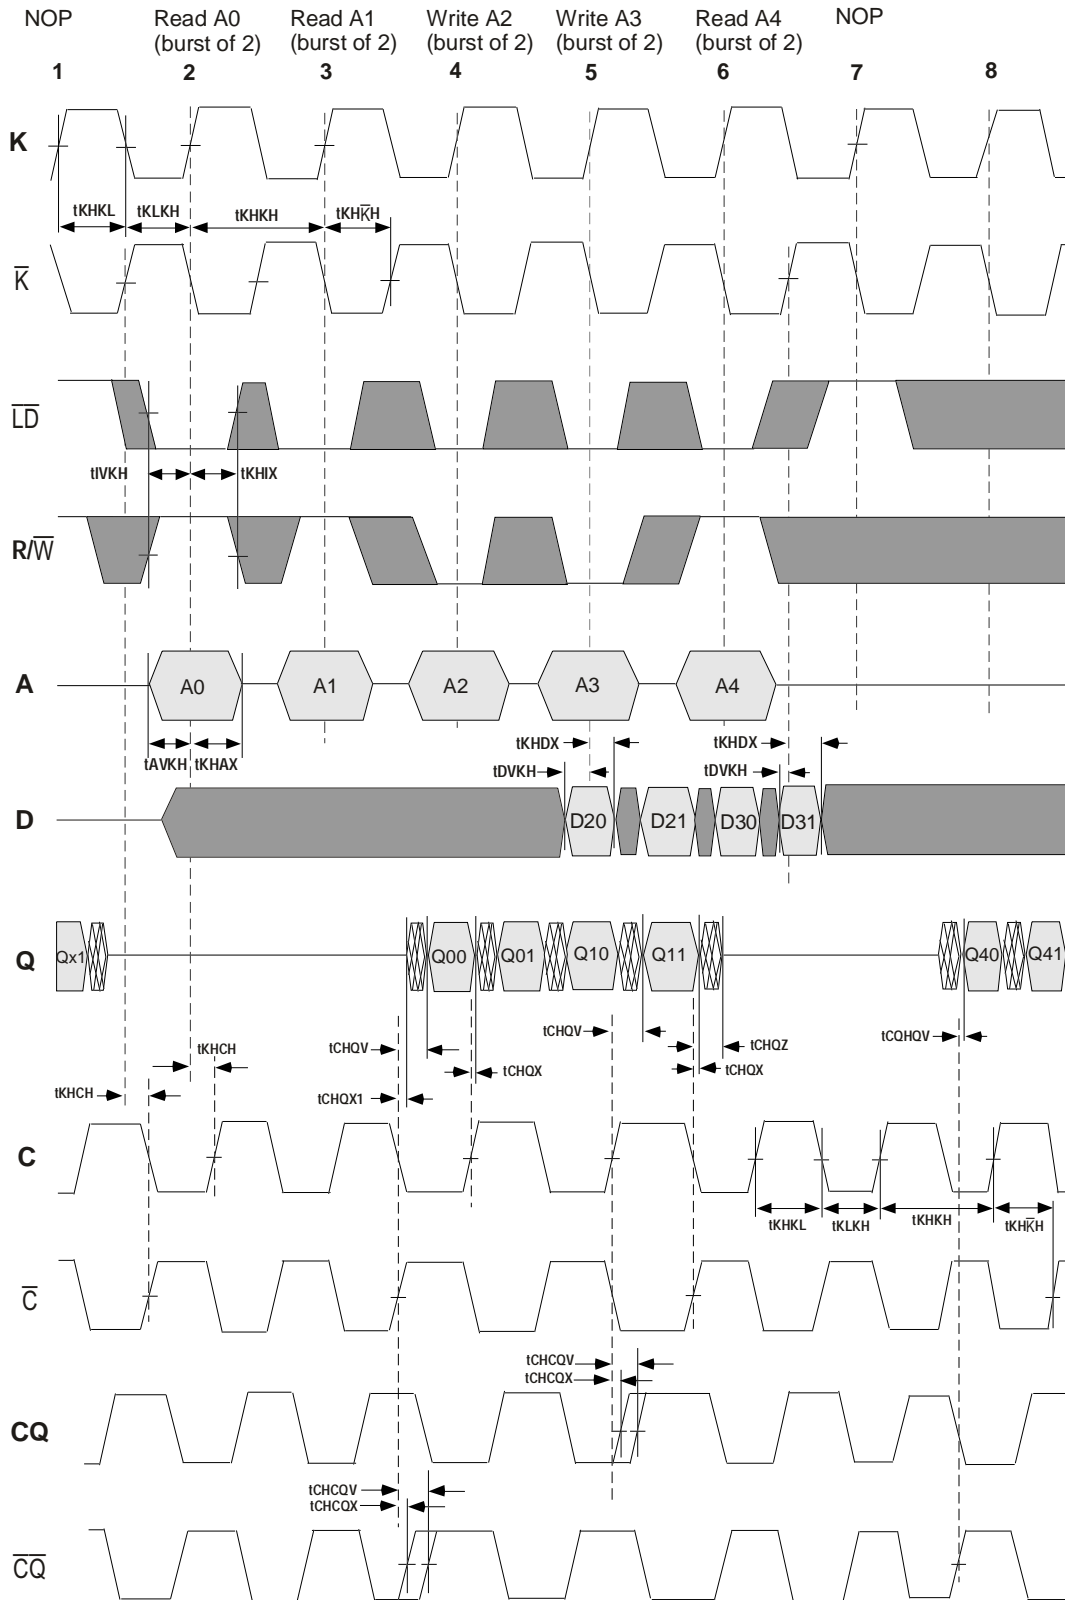 NOP Read A0 Read A1 Write A2 Write A3 Read A4 NOP
(burst of 2) (burst of 2) (burst of 2) (burst of 2) (burst of 2)
1 2 3 4 5 6 7 8
K
tKHKL tKLKH tKHKH tKHK̅H
K̅
L̅D̅
tIVKH tKHIX
R/W̅
A A0 A1 A2 A3 A4
tKHDX tKHDX
tAVKH tKHAX tDVKH tDVKH
D D20 D21 D30 D31
Q Qx1 Q00 Q01 Q10 Q11 Q40 Q41
tKHCH tCHQV tCHQV tCHQZ tCQHQV
tCHQX tCHQX
tKHCH tCHQX1
C
tKHKL tKLKH tKHKH tKHK̅H
C̅
tCHCQV
tCHCQX
CQ
tCHCQV
tCHCQX
C̅Q̅